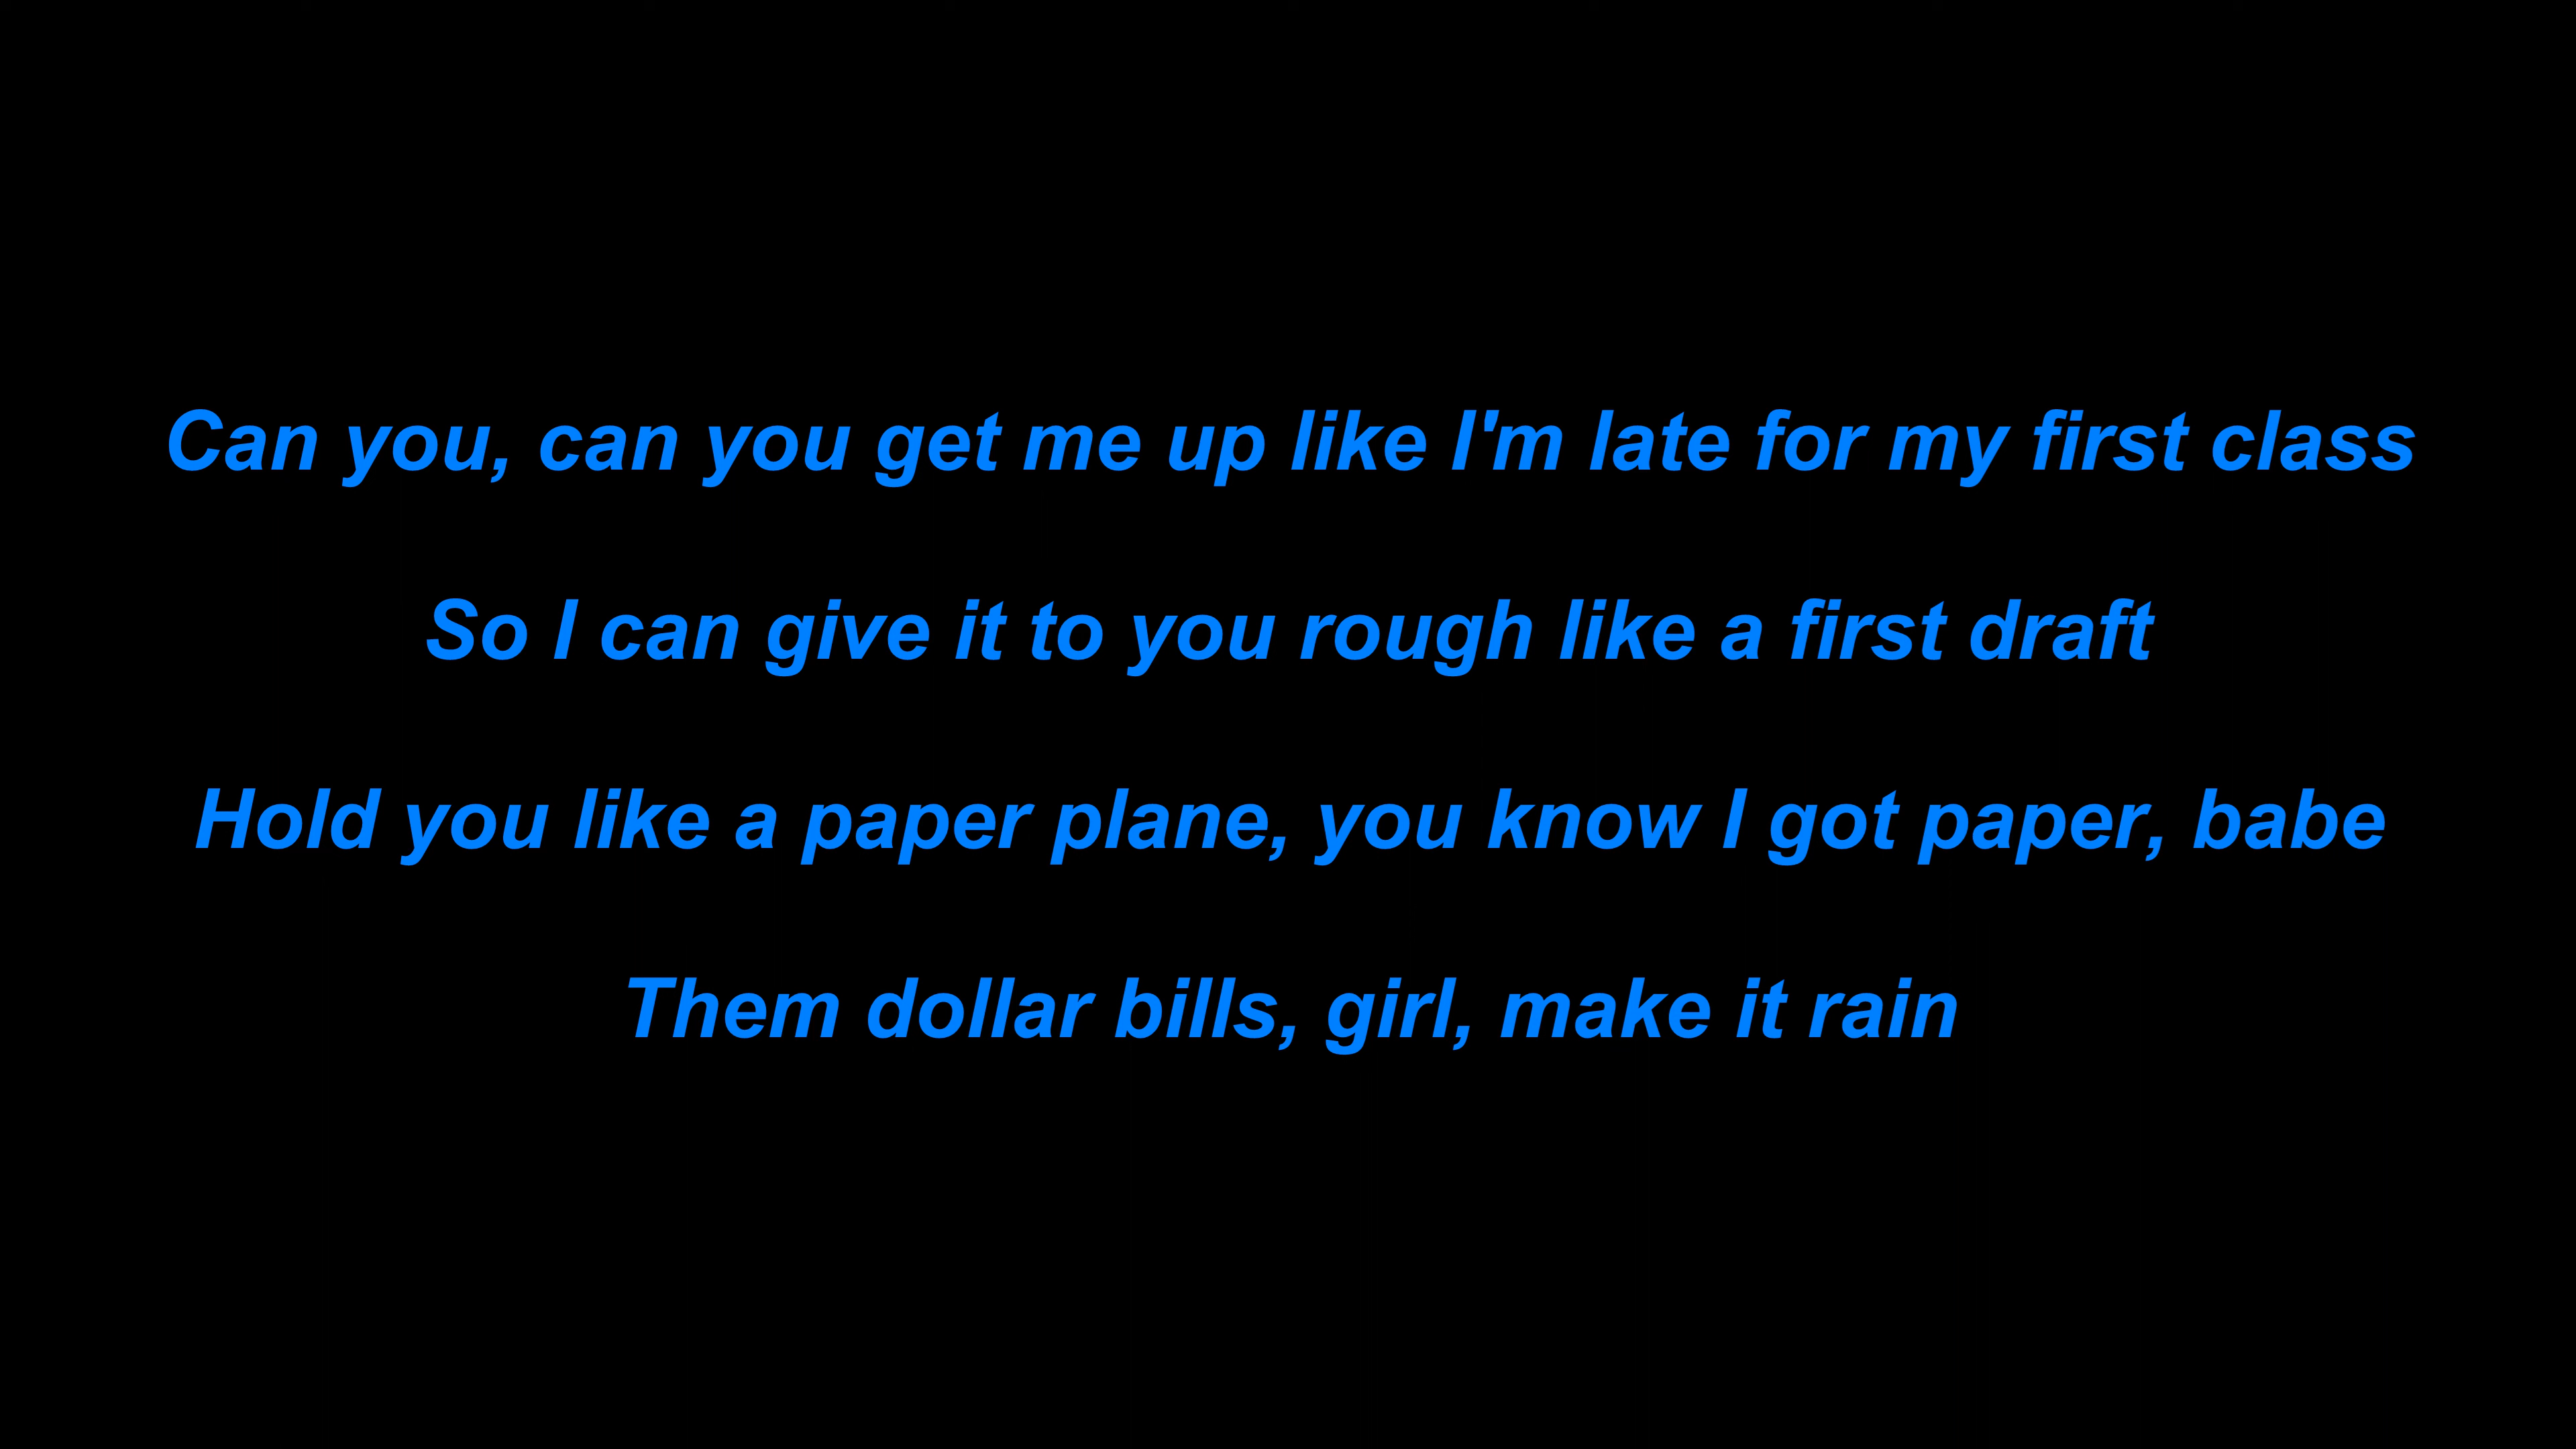 Can you, can you get me up like I'm late for my first class
So I can give it to you rough like a first draft
Hold you like a paper plane, you know I got paper, babe
Them dollar bills, girl, make it rain